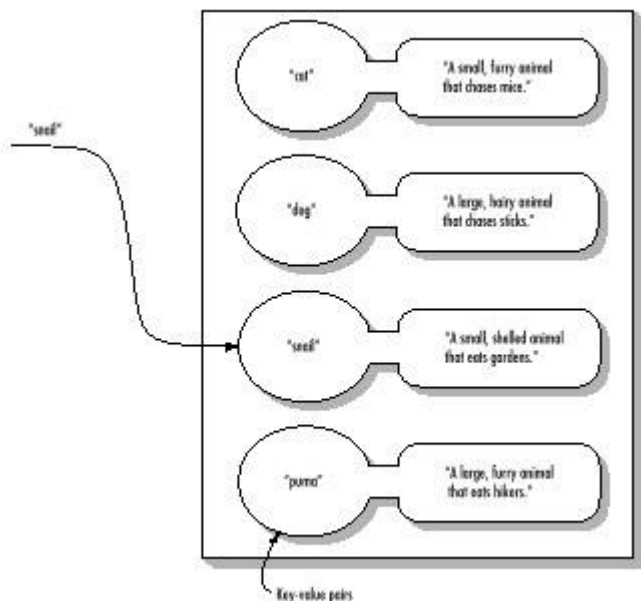 "cat"
"A small, furry animal
that chases mice."
"snail"
"dog"
"A large, hairy animal
that chases sticks."
"snail"
"A small, shelled animal
that eats gardens."
"puma"
"A large, furry animal
that eats hikers."
Key-value pairs